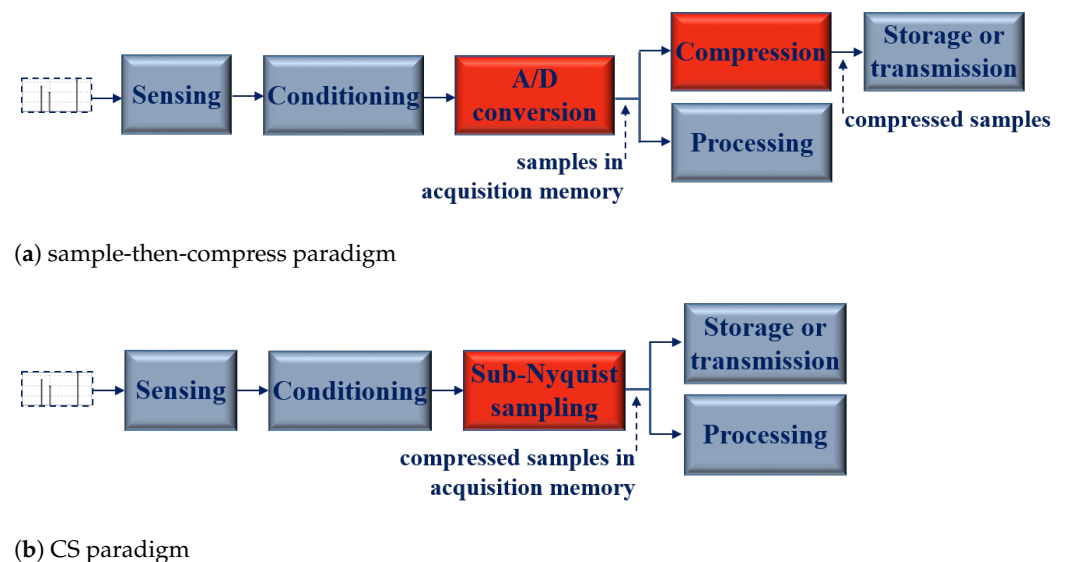 Sensing
Conditioning
A/D
conversion
samples in
acquisition memory
Compression
Processing
Storage or
transmission
compressed samples
(a) sample-then-compress paradigm
Sensing
Conditioning
Sub-Nyquist
sampling
compressed samples in
acquisition memory
Storage or
transmission
Processing
(b) CS paradigm